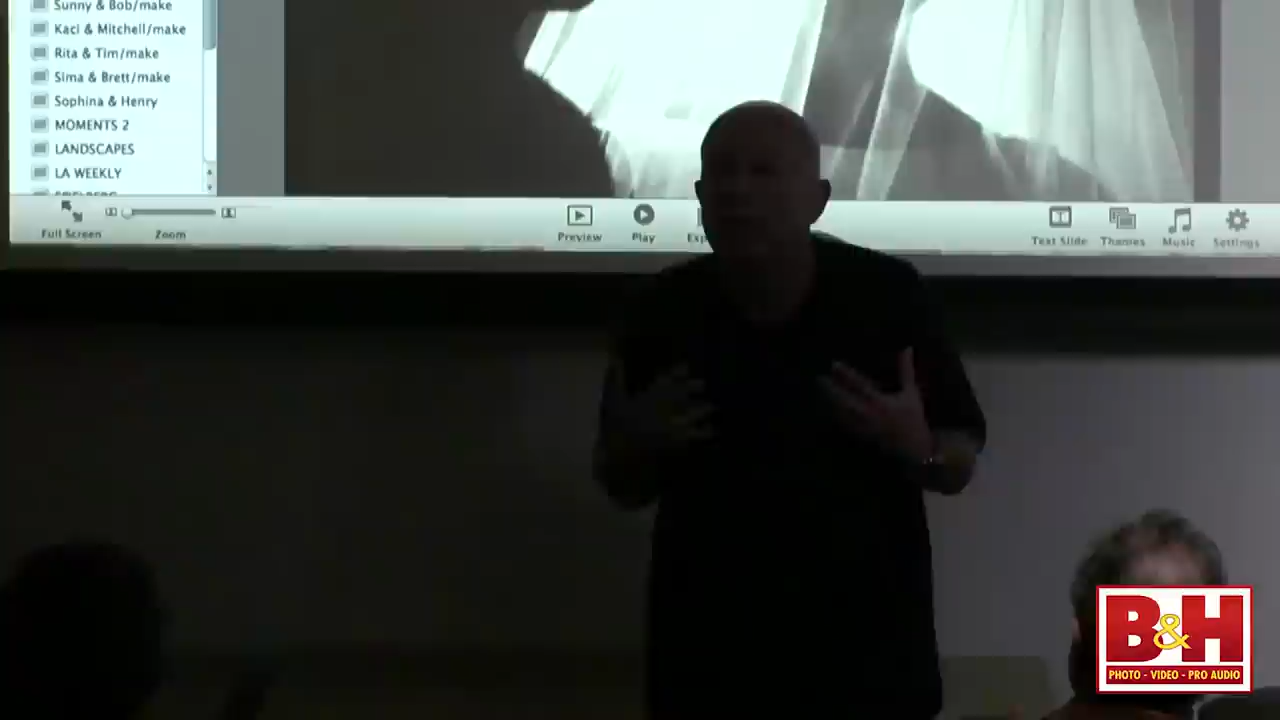 Sunny & Bob/make
Kaci & Mitchell/make
Rita & Tim/make
Sima & Brett/make
Sophina & Henry
MOMENTS 2
LANDSCAPES
LA WEEKLY
Full Screen
Zoom
Preview
Play
Text Slide
Themes
Music
Settings
B&H
PHOTO - VIDEO - PRO AUDIO